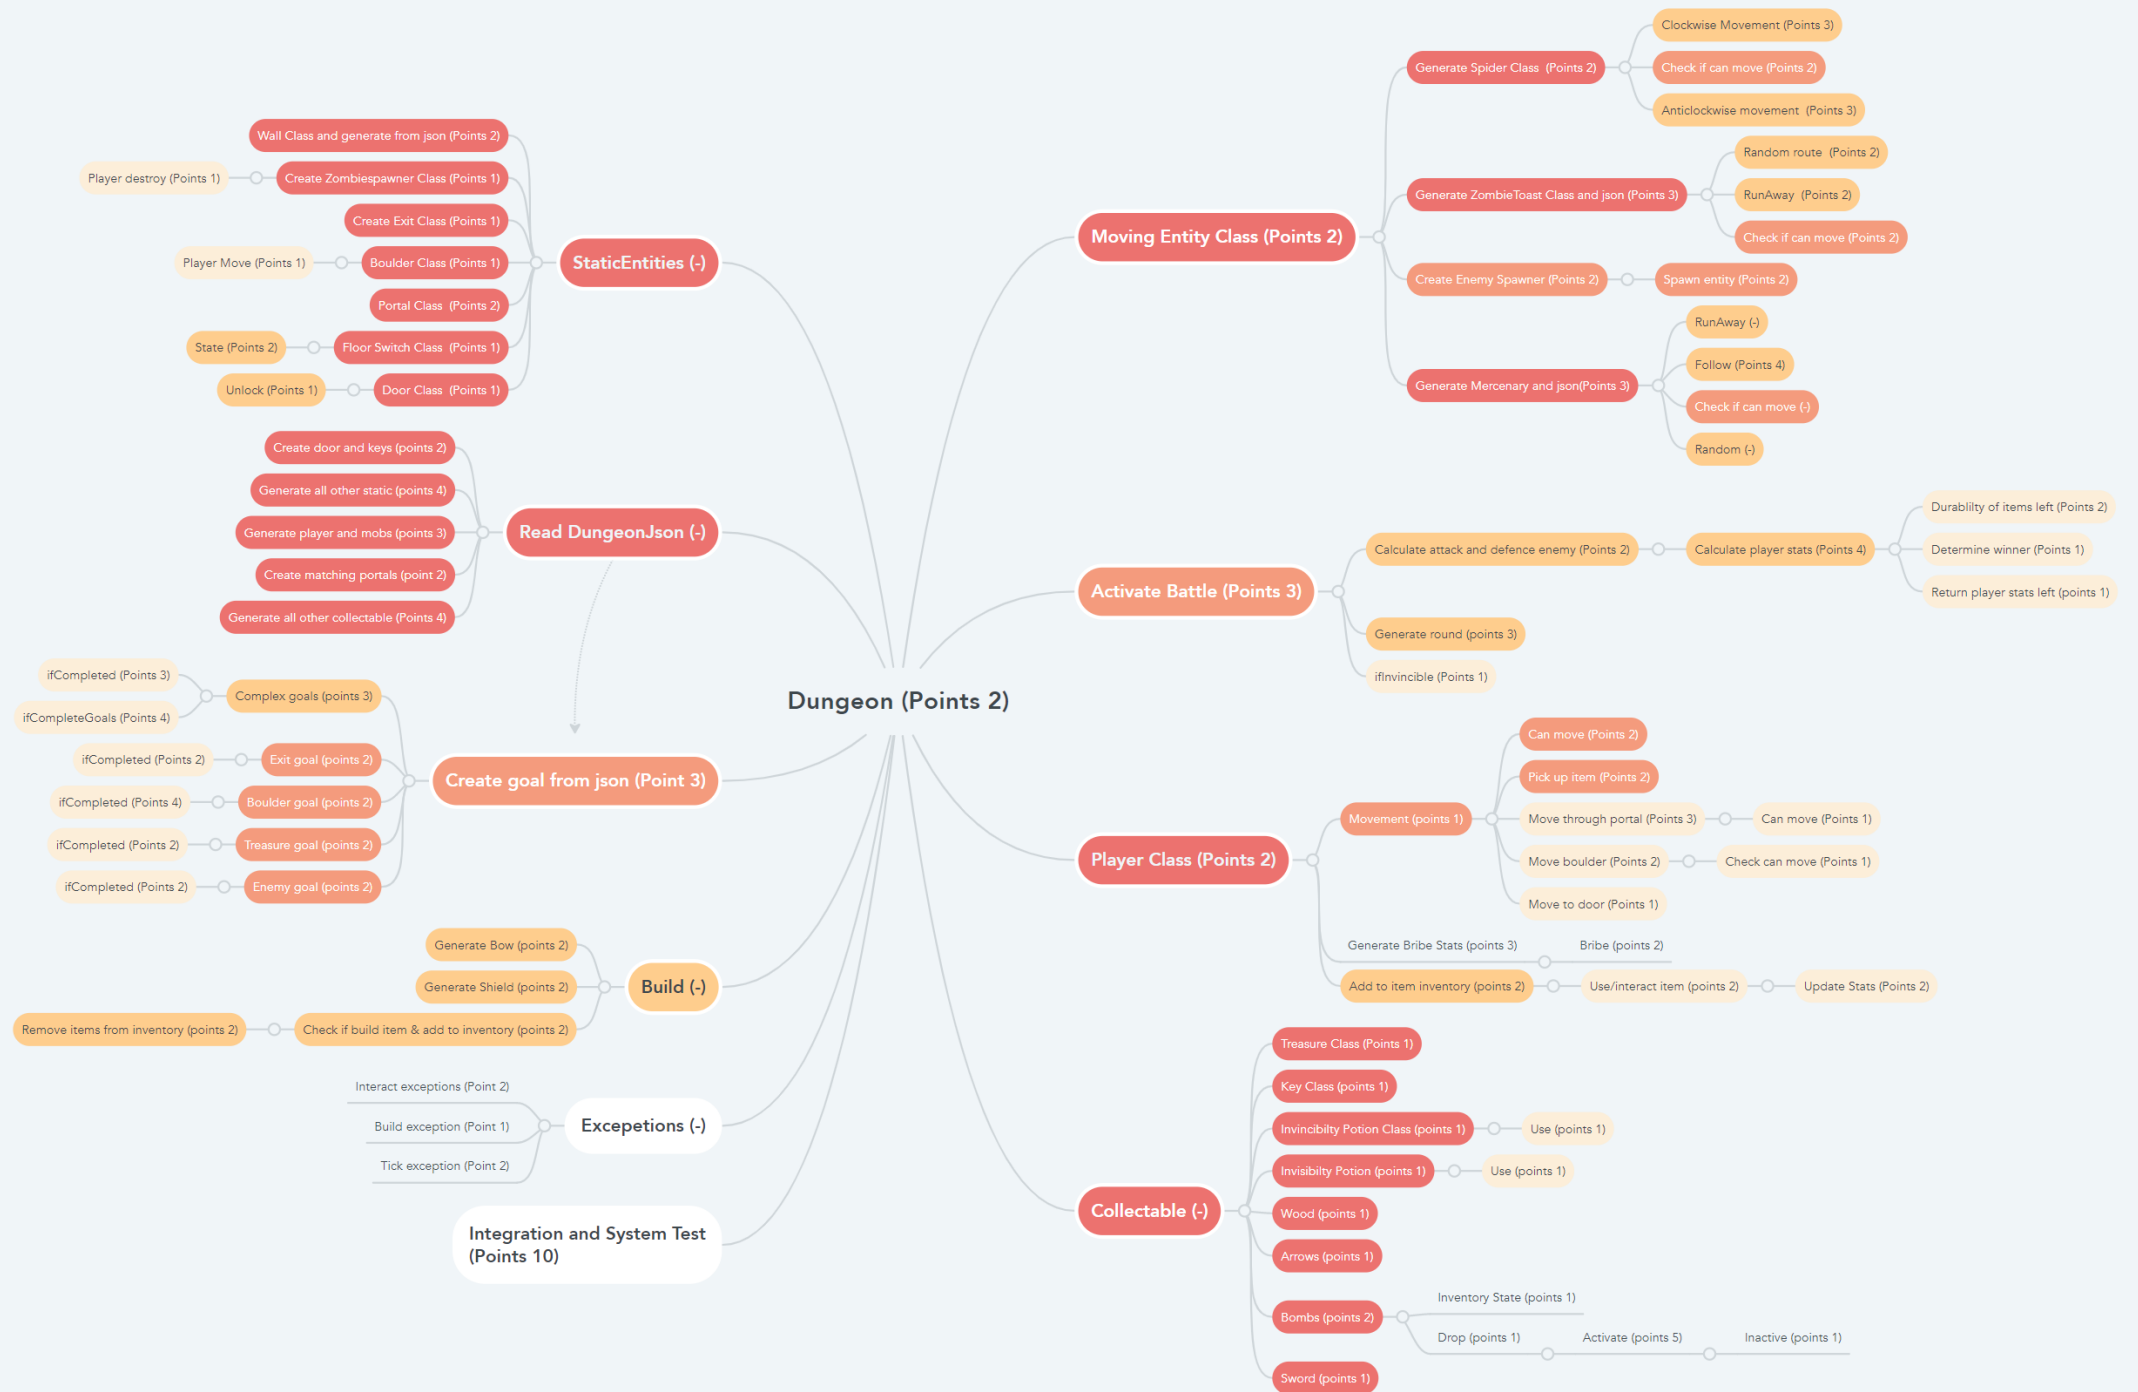 Dungeon (Points 2)
StaticEntities (-)
Wall Class and generate from json (Points 2)
Create Zombiespawner Class (Points 1)
Player destroy (Points 1)
Create Exit Class (Points 1)
Boulder Class (Points 1)
Player Move (Points 1)
Portal Class (Points 2)
Floor Switch Class (Points 1)
State (Points 2)
Door Class (Points 1)
Unlock (Points 1)
Read DungeonJson (-)
Create door and keys (points 2)
Generate all other static (points 4)
Generate player and mobs (points 3)
Create matching portals (point 2)
Generate all other collectable (Points 4)
Create goal from json (Point 3)
Complex goals (points 3)
ifCompleted (Points 3)
ifCompleteGoals (Points 4)
Exit goal (points 2)
ifCompleted (Points 2)
Boulder goal (points 2)
ifCompleted (Points 4)
Treasure goal (points 2)
ifCompleted (Points 2)
Enemy goal (points 2)
ifCompleted (Points 2)
Build (-)
Generate Bow (points 2)
Generate Shield (points 2)
Check if build item & add to inventory (points 2)
Remove items from inventory (points 2)
Excepetions (-)
Interact exceptions (Point 2)
Build exception (Point 1)
Tick exception (Point 2)
Integration and System Test
(Points 10)
Moving Entity Class (Points 2)
Generate Spider Class (Points 2)
Clockwise Movement (Points 3)
Check if can move (Points 2)
Anticlockwise movement (Points 3)
Generate ZombieToast Class and json (Points 3)
Random route (Points 2)
RunAway (Points 2)
Check if can move (Points 2)
Create Enemy Spawner (Points 2)
Spawn entity (Points 2)
Generate Mercenary and json(Points 3)
RunAway (-)
Follow (Points 4)
Check if can move (-)
Random (-)
Activate Battle (Points 3)
Calculate attack and defence enemy (Points 2)
Calculate player stats (Points 4)
Durablilty of items left (Points 2)
Determine winner (Points 1)
Return player stats left (points 1)
Generate round (points 3)
ifInvincible (Points 1)
Player Class (Points 2)
Movement (points 1)
Can move (Points 2)
Pick up item (Points 2)
Move through portal (Points 3)
Can move (Points 1)
Move boulder (Points 2)
Check can move (Points 1)
Move to door (Points 1)
Generate Bribe Stats (points 3)
Bribe (points 2)
Add to item inventory (points 2)
Use/interact item (points 2)
Update Stats (Points 2)
Collectable (-)
Treasure Class (Points 1)
Key Class (points 1)
Invincibilty Potion Class (points 1)
Use (points 1)
Invisibilty Potion (points 1)
Use (points 1)
Wood (points 1)
Arrows (points 1)
Bombs (points 2)
Inventory State (points 1)
Drop (points 1)
Activate (points 5)
Inactive (points 1)
Sword (points 1)